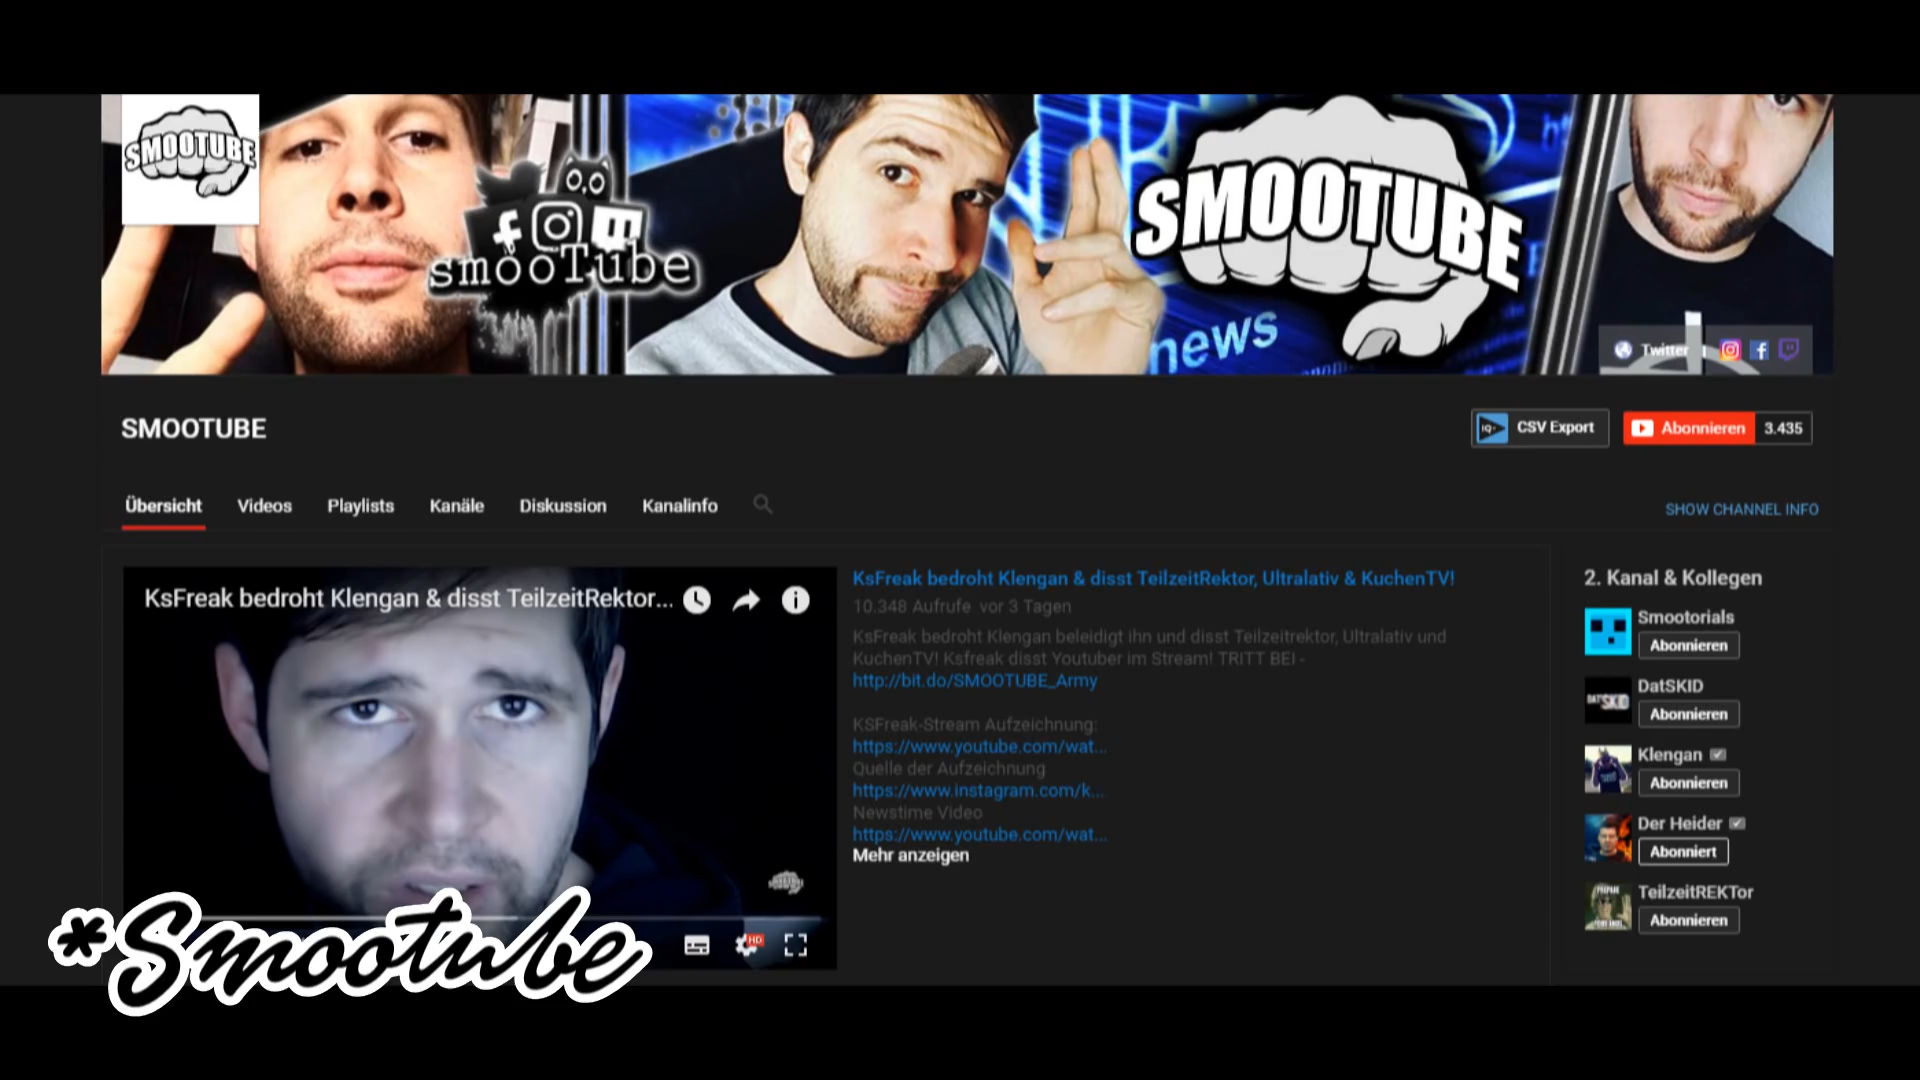 SMOOTUBE
smooTube
SMOOTUBE
news
Twitter
SMOOTUBE
CSV Export
Abonnieren 3.435
Übersicht Videos Playlists Kanäle Diskussion Kanalinfo
SHOW CHANNEL INFO
KsFreak bedroht Klengan & disst TeilzeitRektor...
HD
KsFreak bedroht Klengan & disst TeilzeitRektor, Ultralativ & KuchenTV!
10.348 Aufrufe vor 3 Tagen
KsFreak bedroht Klengan beleidigt ihn und disst Teilzeitrektor, Ultralativ und
KuchenTV! Ksfreak disst Youtuber im Stream! TRITT BEI -
http://bit.do/SMOOTUBE_Army
KSFreak-Stream Aufzeichnung:
https://www.youtube.com/wat...
Quelle der Aufzeichnung
https://www.instagram.com/k...
Newstime Video
https://www.youtube.com/wat...
Mehr anzeigen
2. Kanal & Kollegen
Smootorials
Abonnieren
DATSKID
DatSKID
Abonnieren
Klengan
Abonnieren
Der Heider
Abonniert
TeilzeitREKTor
Abonnieren
*Smootube